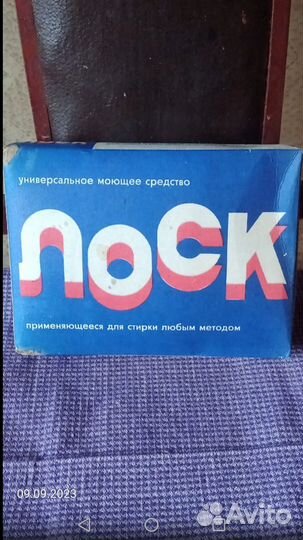 универсальное моющее средство
ЛОСК
применяющееся для стирки любым методом
09.09.2023
Avito